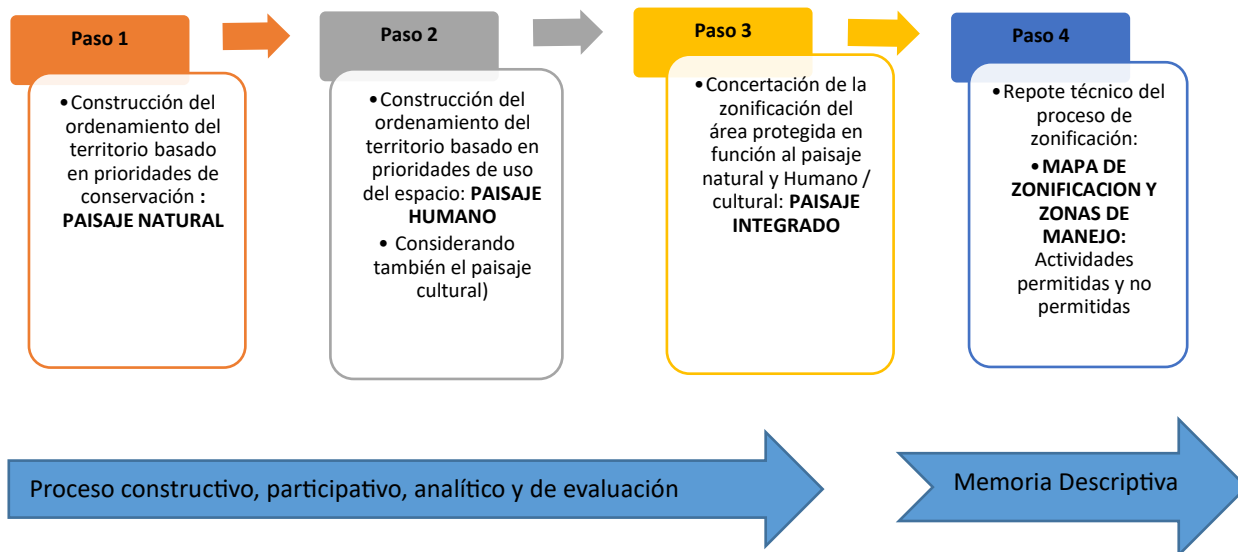 Paso 1
•Construcción del
ordenamiento del
territorio basado
en prioridades de
conservación :
PAISAJE NATURAL
Paso 2
•Construcción del
ordenamiento del
territorio basado en
prioridades de uso
del espacio: PAISAJE
HUMANO
• Considerando
también el paisaje
cultural)
Paso 3
•Concertación de la
zonificación del
área protegida en
función al paisaje
natural y Humano /
cultural: PAISAJE
INTEGRADO
Paso 4
•Repote técnico del
proceso de
zonificación:
•MAPA DE
ZONIFICACION Y
ZONAS DE
MANEJO:
Actividades
permitidas y no
permitidas
Proceso constructivo, participativo, analítico y de evaluación
Memoria Descriptiva